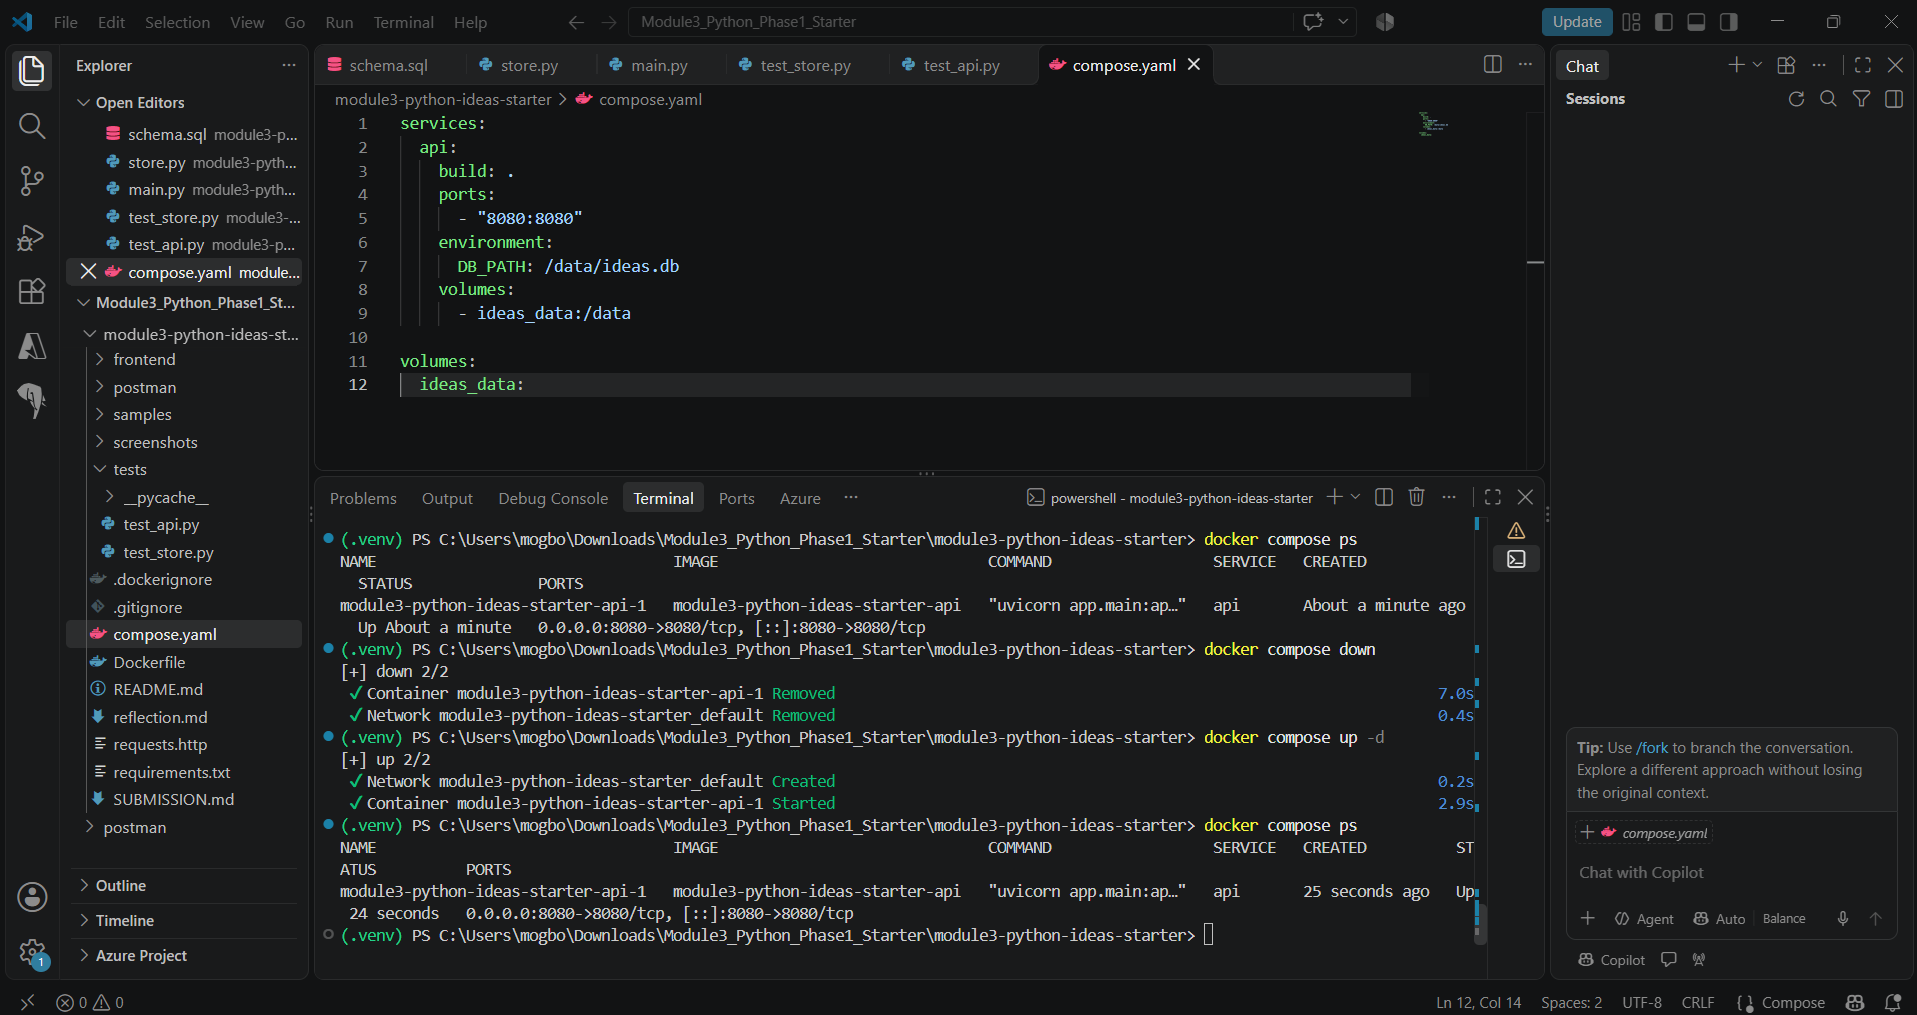 File Edit Selection View Go Run Terminal Help
Module3_Python_Phase1_Starter
Update
Explorer
Open Editors
schema.sql module3-p...
store.py module3-pyth...
main.py module3-pyth...
test_store.py module3-...
test_api.py module3-p...
compose.yaml module...
Module3_Python_Phase1_St...
module3-python-ideas-st...
frontend
postman
samples
screenshots
tests
__pycache__
test_api.py
test_store.py
.dockerignore
.gitignore
compose.yaml
Dockerfile
README.md
reflection.md
requests.http
requirements.txt
SUBMISSION.md
postman
Outline
Timeline
Azure Project
1
schema.sql store.py main.py test_store.py test_api.py compose.yaml
module3-python-ideas-starter > compose.yaml
1 services:
2 api:
3 build: .
4 ports:
5 - "8080:8080"
6 environment:
7 DB_PATH: /data/ideas.db
8 volumes:
9 - ideas_data:/data
10
11 volumes:
12 ideas_data:
Problems Output Debug Console Terminal Ports Azure ...
powershell - module3-python-ideas-starter
(.venv) PS C:\Users\mogbo\Downloads\Module3_Python_Phase1_Starter\module3-python-ideas-starter> docker compose ps
NAME IMAGE COMMAND SERVICE CREATED
STATUS PORTS
module3-python-ideas-starter-api-1 module3-python-ideas-starter-api "uvicorn app.main:ap…" api About a minute ago
Up About a minute 0.0.0.0:8080->8080/tcp, [::]:8080->8080/tcp
(.venv) PS C:\Users\mogbo\Downloads\Module3_Python_Phase1_Starter\module3-python-ideas-starter> docker compose down
[+] down 2/2
✔Container module3-python-ideas-starter-api-1 Removed 7.0s
✔Network module3-python-ideas-starter_default Removed 0.4s
(.venv) PS C:\Users\mogbo\Downloads\Module3_Python_Phase1_Starter\module3-python-ideas-starter> docker compose up -d
[+] up 2/2
✔Network module3-python-ideas-starter_default Created 0.2s
✔Container module3-python-ideas-starter-api-1 Started 2.9s
(.venv) PS C:\Users\mogbo\Downloads\Module3_Python_Phase1_Starter\module3-python-ideas-starter> docker compose ps
NAME IMAGE COMMAND SERVICE CREATED ST
ATUS PORTS
module3-python-ideas-starter-api-1 module3-python-ideas-starter-api "uvicorn app.main:ap…" api 25 seconds ago Up
24 seconds 0.0.0.0:8080->8080/tcp, [::]:8080->8080/tcp
(.venv) PS C:\Users\mogbo\Downloads\Module3_Python_Phase1_Starter\module3-python-ideas-starter>
Chat
Sessions
Tip: Use /fork to branch the conversation.
Explore a different approach without losing
the original context.
compose.yaml
Chat with Copilot
Agent Auto Balance
Copilot
0 0
Ln 12, Col 14 Spaces: 2 UTF-8 CRLF Compose